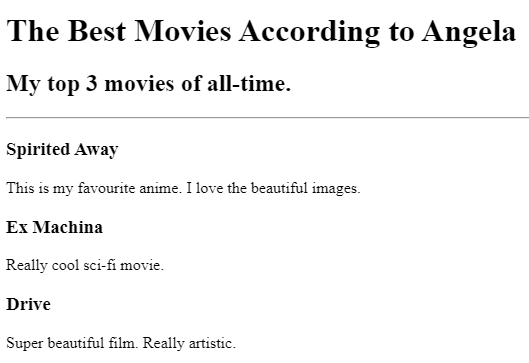 The Best Movies According to Angela
My top 3 movies of all-time.
Spirited Away
This is my favourite anime. I love the beautiful images.
Ex Machina
Really cool sci-fi movie.
Drive
Super beautiful film. Really artistic.